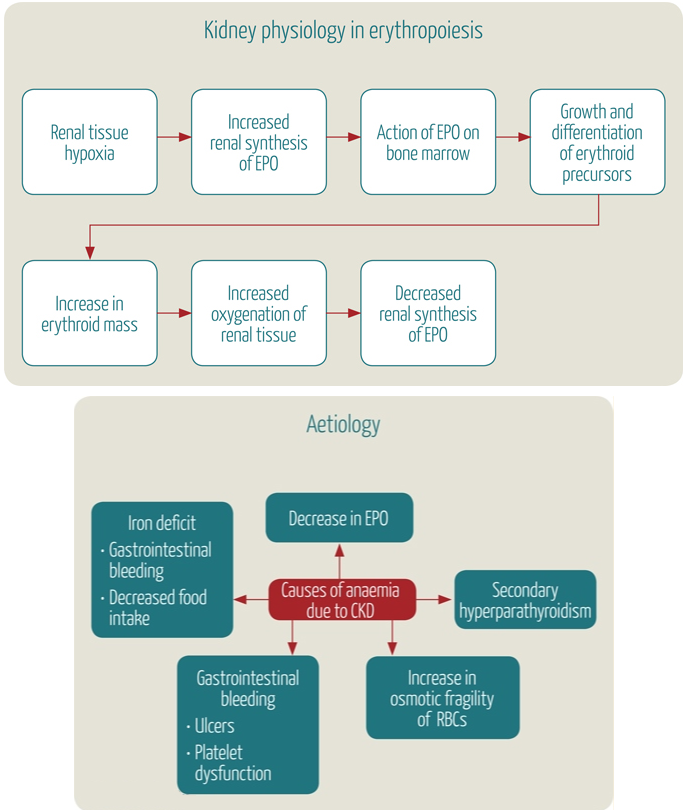 Kidney physiology in erythropoiesis
Renal tissue
hypoxia
Increased
renal synthesis
of EPO
Action of EPO on
bone marrow
Growth and
differentiation
of erythroid
precursors
Increase in
erythroid mass
Increased
oxygenation of
renal tissue
Decreased
renal synthesis
of EPO
Aetiology
Iron deficit
· Gastrointestinal
bleeding
· Decreased food
intake
Decrease in EPO
Causes of anaemia
due to CKD
Secondary
hyperparathyroidism
Gastrointestinal
bleeding
· Ulcers
· Platelet
dysfunction
Increase in
osmotic fragility
of RBCs